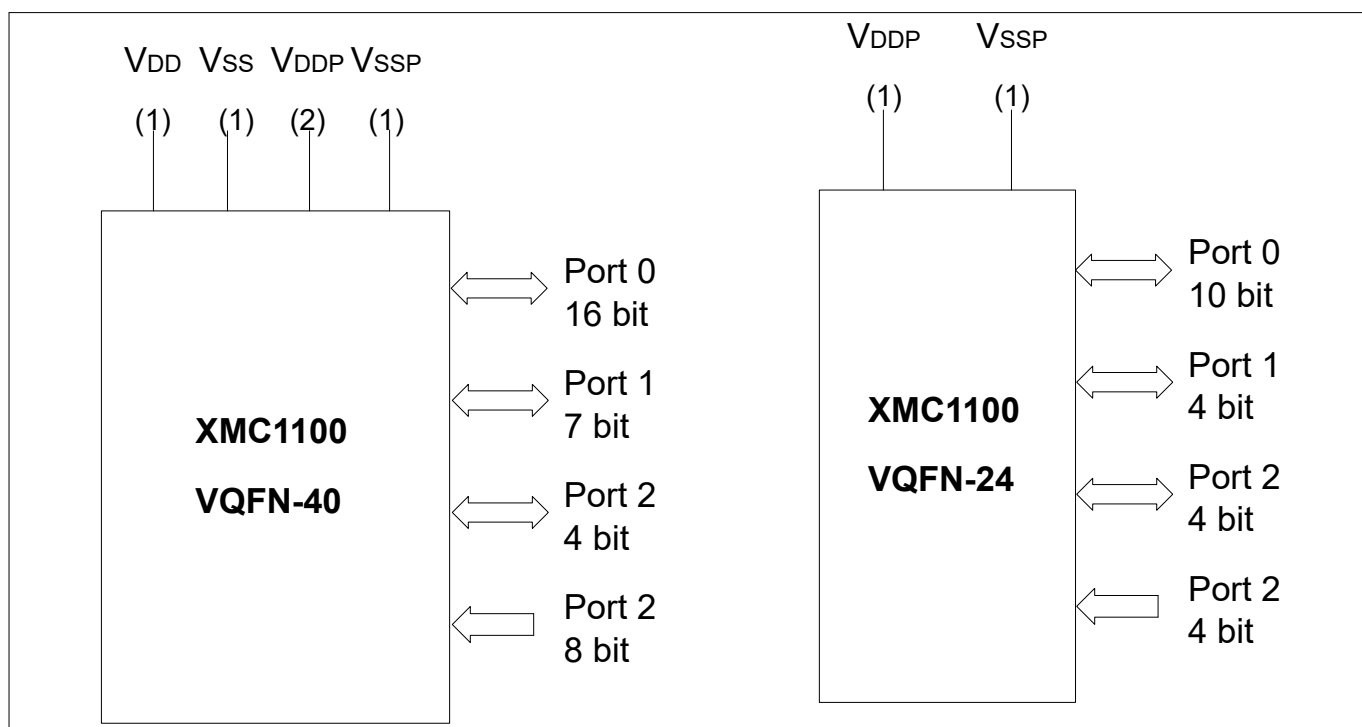 VDD VSS VDDP VSSP
(1) (1) (2) (1)
Port 0
16 bit
Port 1
7 bit
XMC1100
VQFN-40
Port 2
4 bit
Port 2
8 bit
VDDP VSSP
(1) (1)
Port 0
10 bit
Port 1
4 bit
XMC1100
VQFN-24
Port 2
4 bit
Port 2
4 bit